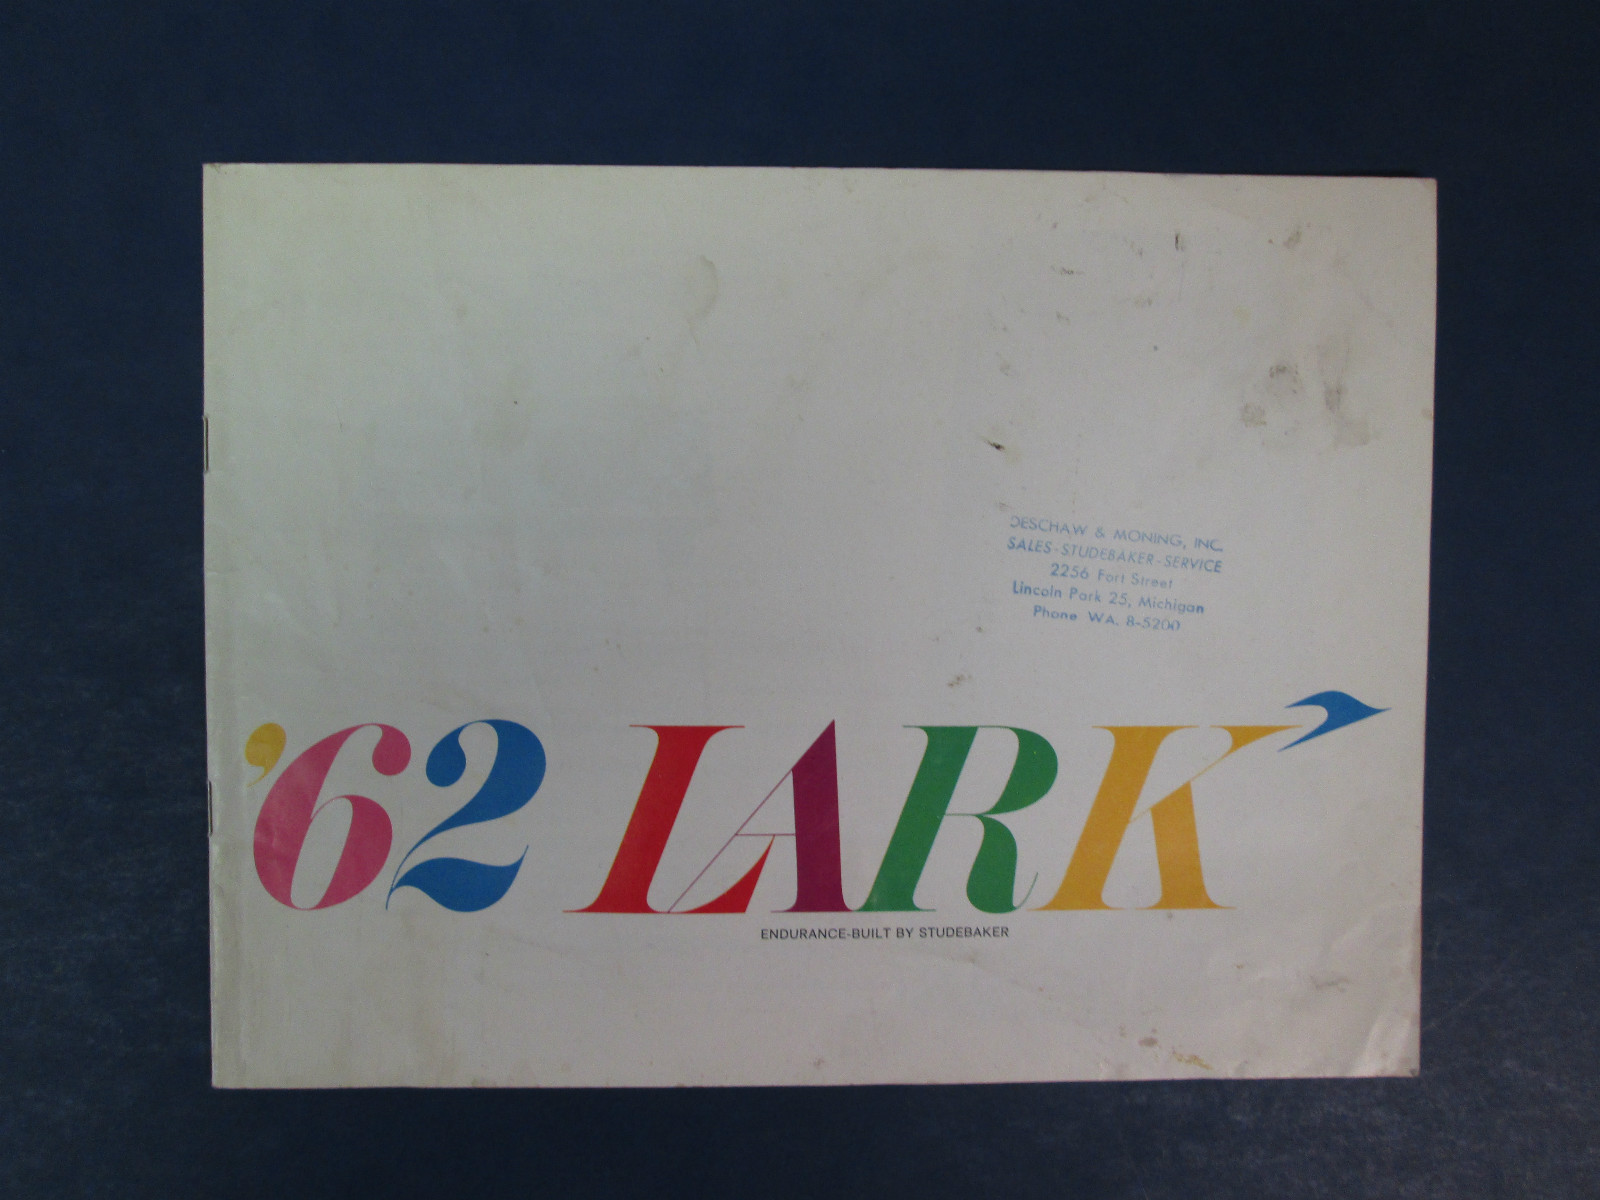 DESCHAW & MONING, INC.
SALES - STUDEBAKER - SERVICE
2256 Fort Street
Lincoln Park 25, Michigan
Phone WA. 8-5200
'62 LARK
ENDURANCE-BUILT BY STUDEBAKER